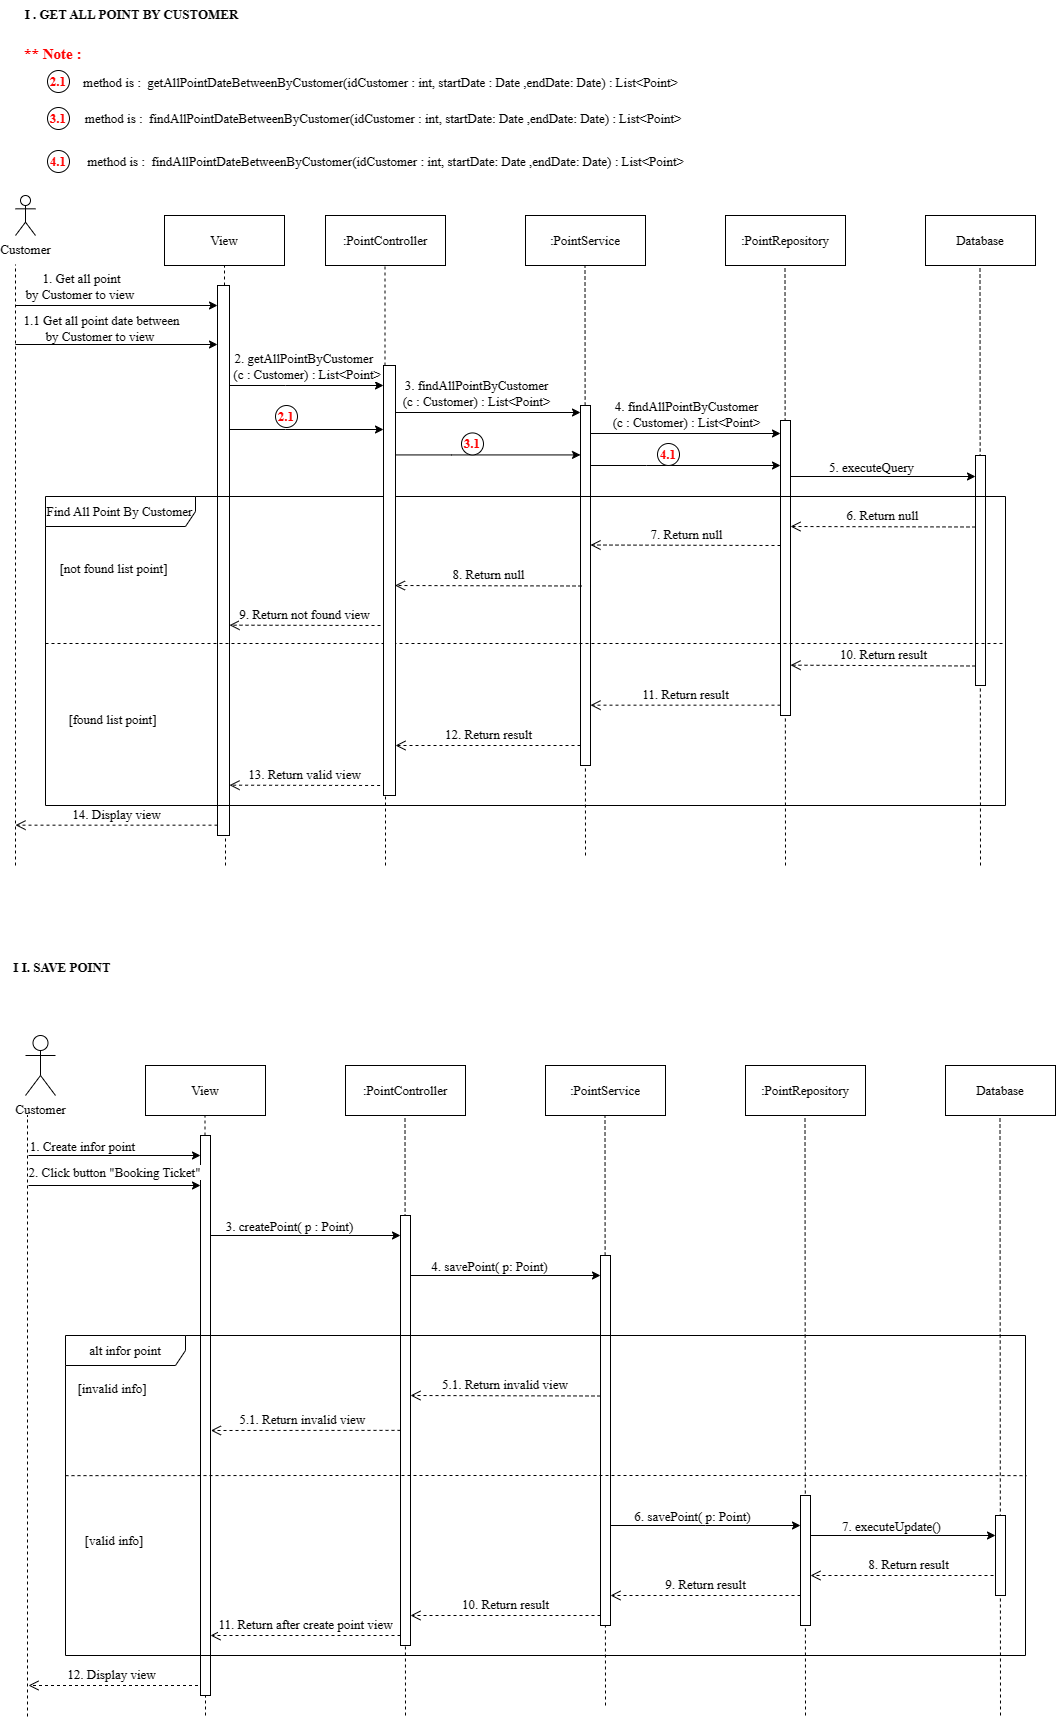 I . GET ALL POINT BY CUSTOMER
** Note :
2.1 method is : getAllPointDateBetweenByCustomer(idCustomer : int, startDate : Date ,endDate: Date) : List<Point>
3.1 method is : findAllPointDateBetweenByCustomer(idCustomer : int, startDate: Date ,endDate: Date) : List<Point>
4.1 method is : findAllPointDateBetweenByCustomer(idCustomer : int, startDate: Date ,endDate: Date) : List<Point>
Customer
View
:PointController
:PointService
:PointRepository
Database
1. Get all point
by Customer to view
1.1 Get all point date between
by Customer to view
2. getAllPointByCustomer
(c : Customer) : List<Point>
3. findAllPointByCustomer
(c : Customer) : List<Point>
4. findAllPointByCustomer
(c : Customer) : List<Point>
2.1
3.1
4.1
5. executeQuery
Find All Point By Customer
6. Return null
7. Return null
[not found list point]
8. Return null
9. Return not found view
10. Return result
11. Return result
[found list point]
12. Return result
13. Return valid view
14. Display view
I I. SAVE POINT
Customer
View
:PointController
:PointService
:PointRepository
Database
1. Create infor point
2. Click button "Booking Ticket"
3. createPoint( p : Point)
4. savePoint( p: Point)
alt infor point
[invalid info]
5.1. Return invalid view
5.1. Return invalid view
6. savePoint( p: Point)
7. executeUpdate()
[valid info]
8. Return result
9. Return result
10. Return result
11. Return after create point view
12. Display view